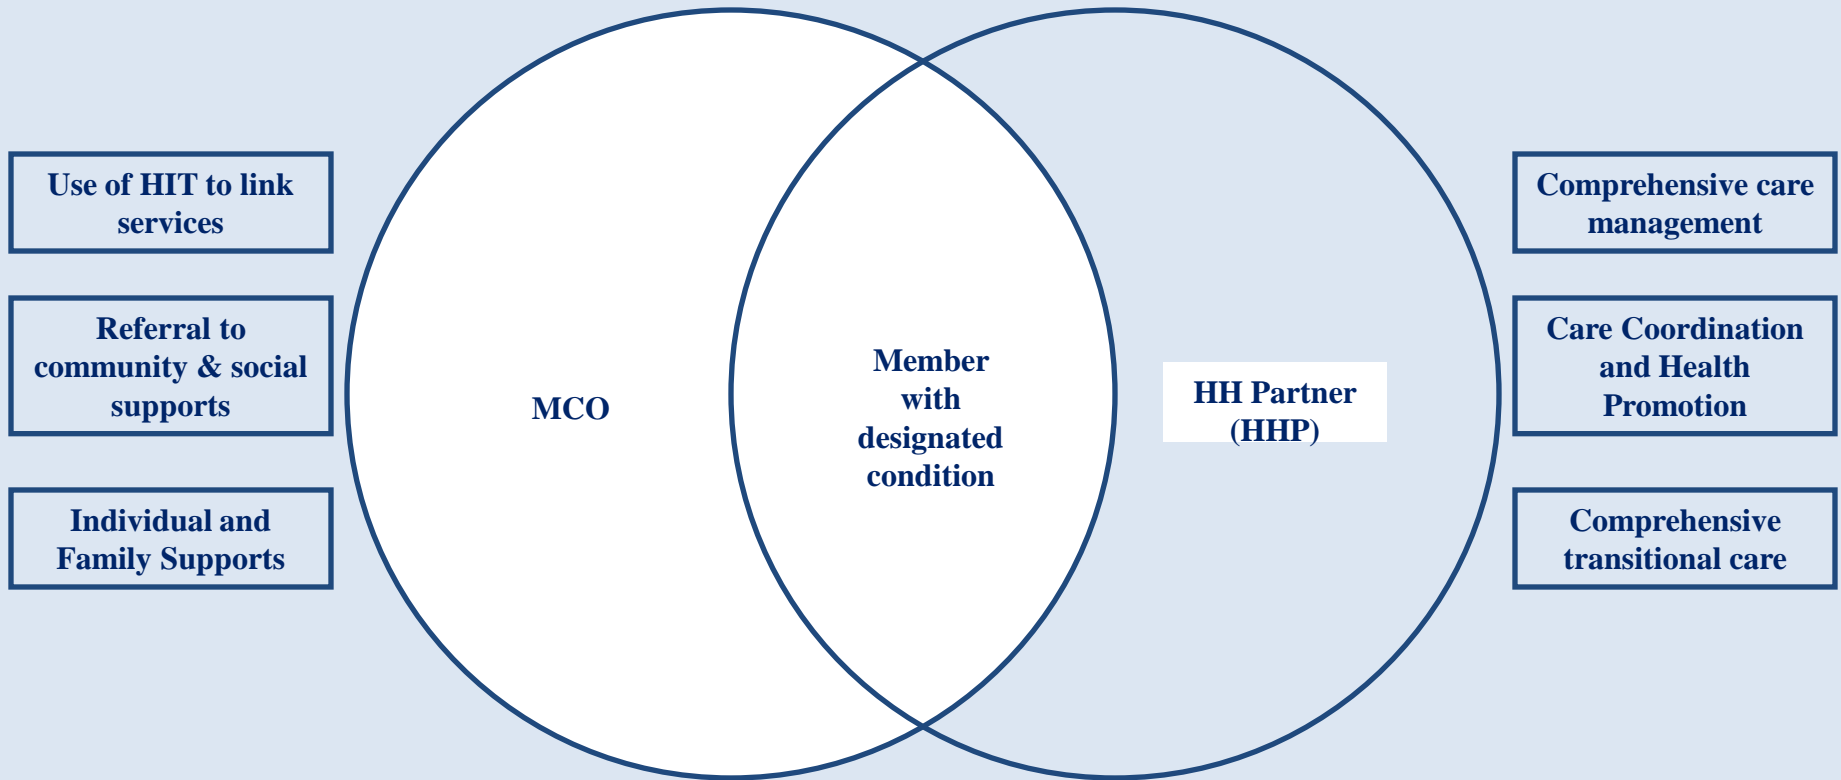 Use of HIT to link
services
Referral to
community & social
supports
Individual and
Family Supports
MCO
Member
with
designated
condition
HH Partner
(HHP)
Comprehensive care
management
Care Coordination
and Health
Promotion
Comprehensive
transitional care